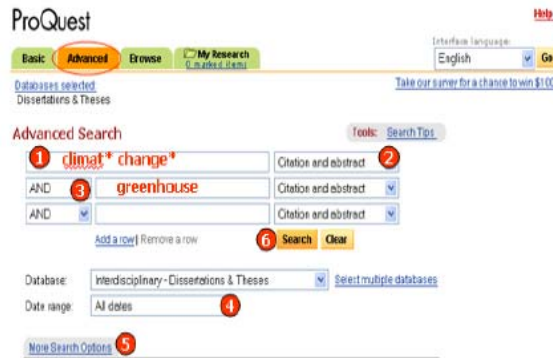 ProQuest
Help
Interface language:
Basic Advanced Browse My Research
0 marked items
English Go
Databases selected
Take our survey for a chance to win $100
Dissertations & Theses
Advanced Search
Tools: Search Tips
1 climat* change* Citation and abstract 2
AND 3 greenhouse Citation and abstract
AND Citation and abstract
Add a row | Remove a row 6 Search Clear
Database: Interdisciplinary - Dissertations & Theses Select multiple databases
Date range: All dates 4
More Search Options 5